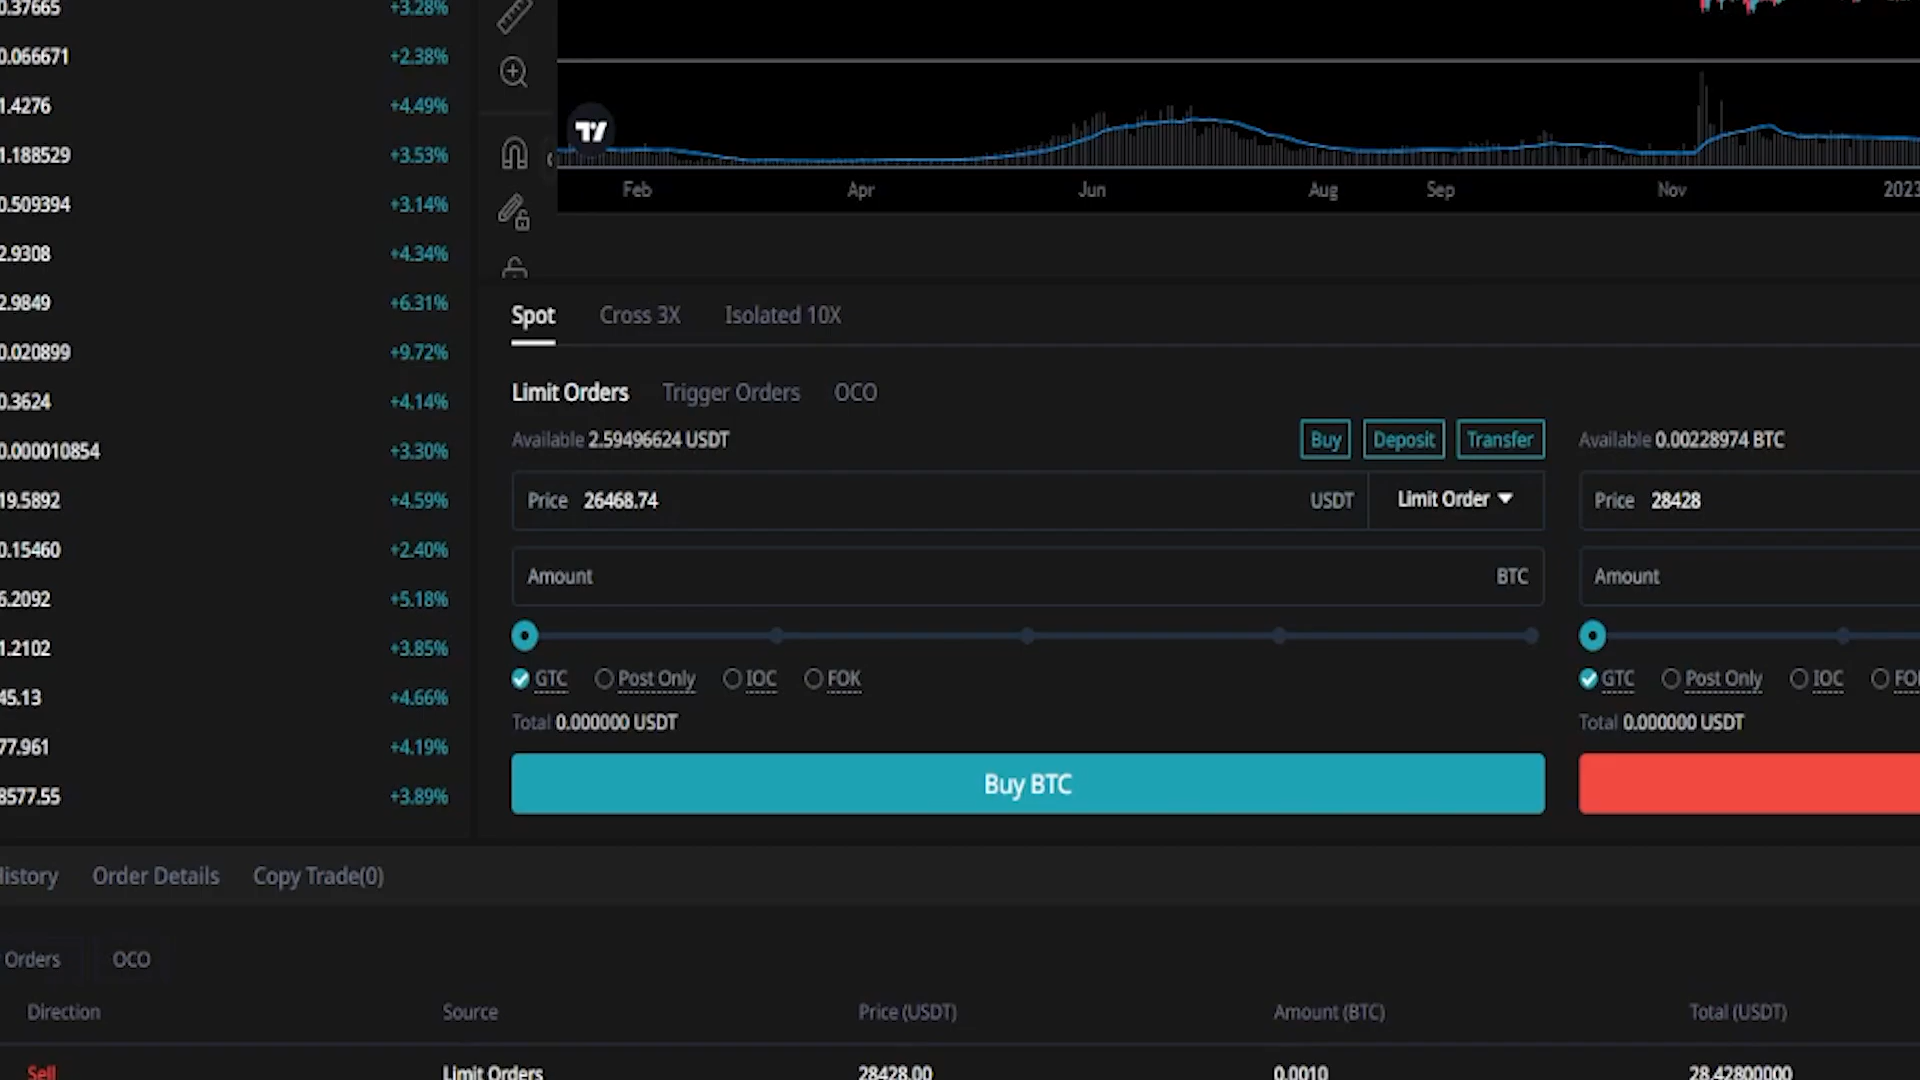 0.37665 +3.28%
0.066671 +2.38%
1.4276 +4.49%
1.188529 +3.53%
0.509394 +3.14%
2.9308 +4.34%
2.9849 +6.31%
0.020899 +9.72%
0.3624 +4.14%
0.000010854 +3.30%
19.5892 +4.59%
0.15460 +2.40%
6.2092 +5.18%
1.2102 +3.85%
45.13 +4.66%
77.961 +4.19%
8577.55 +3.89%
Feb Apr Jun Aug Sep Nov 2023
Spot Cross 3X Isolated 10X
Limit Orders Trigger Orders OCO
Available 2.59496624 USDT Buy Deposit Transfer
Price 26468.74 USDT Limit Order
Amount BTC
GTC Post Only IOC FOK
Total 0.000000 USDT
Buy BTC
Available 0.00228974 BTC
Price 28428
Amount
GTC Post Only IOC FO
Total 0.000000 USDT
History Order Details Copy Trade(0)
Orders OCO
Direction Source Price (USDT) Amount (BTC) Total (USDT)
Sell Limit Orders 28428.00 0.0010 28.42800000